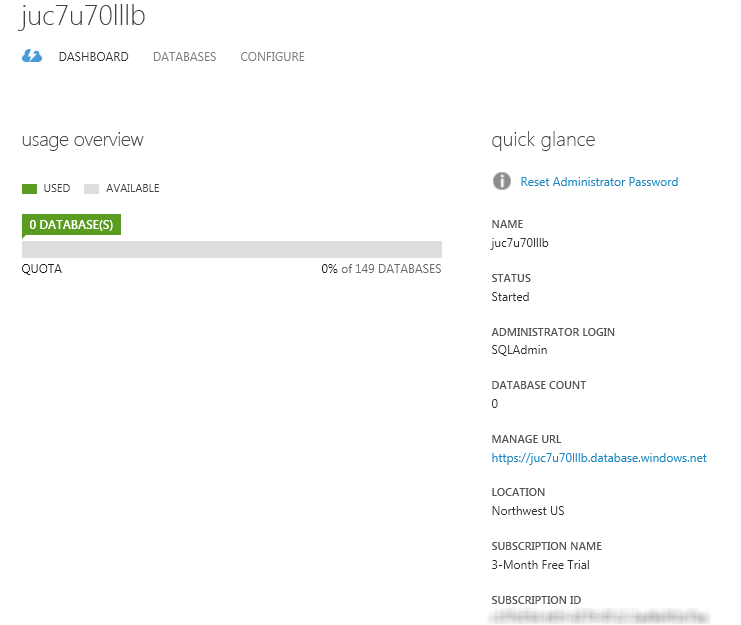 juc7u70lllb
DASHBOARD DATABASES CONFIGURE
usage overview
USED AVAILABLE
0 DATABASE(S)
QUOTA 0% of 149 DATABASES
quick glance
Reset Administrator Password
NAME
juc7u70lllb
STATUS
Started
ADMINISTRATOR LOGIN
SQLAdmin
DATABASE COUNT
0
MANAGE URL
https://juc7u70lllb.database.windows.net
LOCATION
Northwest US
SUBSCRIPTION NAME
3-Month Free Trial
SUBSCRIPTION ID